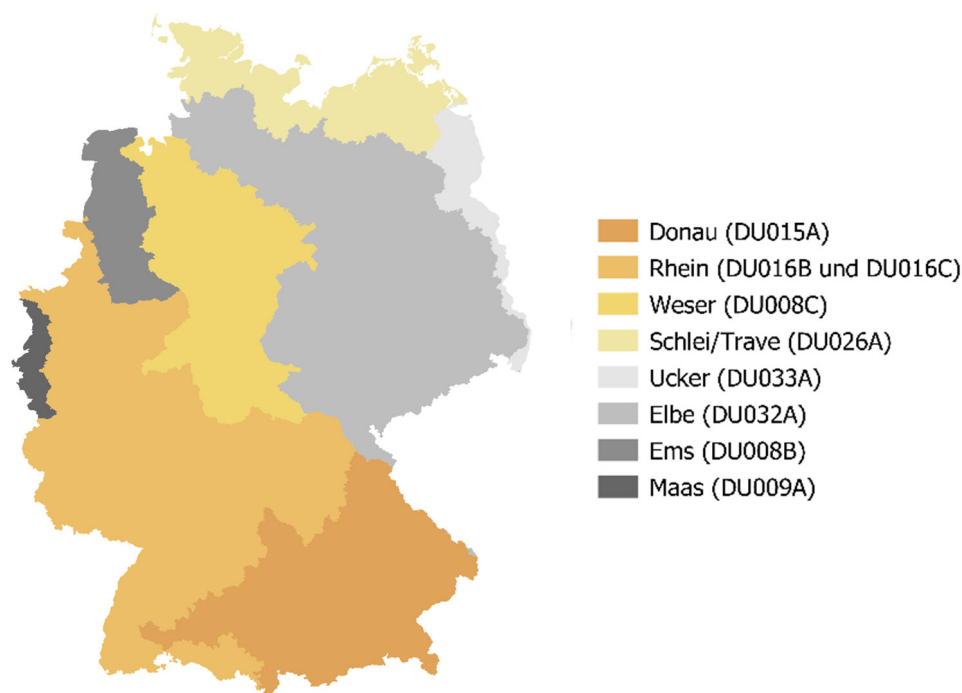 Donau (DU015A)
Rhein (DU016B und DU016C)
Weser (DU008C)
Schlei/Trave (DU026A)
Ucker (DU033A)
Elbe (DU032A)
Ems (DU008B)
Maas (DU009A)